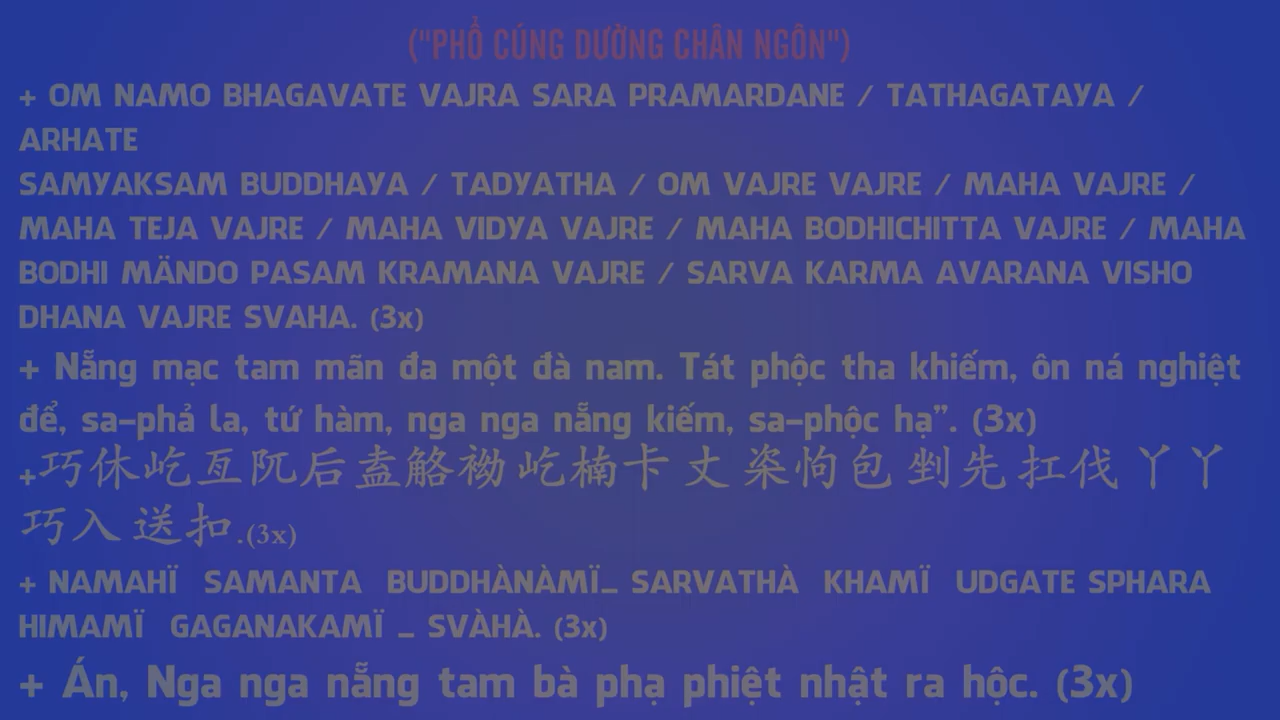 ("PHỔ CÚNG DƯỜNG CHÂN NGÔN")
+ OM NAMO BHAGAVATE VAJRA SARA PRAMARDANE / TATHAGATAYA /
ARHATE
SAMYAKSAM BUDDHAYA / TADYATHA / OM VAJRE VAJRE / MAHA VAJRE /
MAHA TEJA VAJRE / MAHA VIDYA VAJRE / MAHA BODHICHITTA VAJRE / MAHA
BODHI MÄNDO PASAM KRAMANA VAJRE / SARVA KARMA AVARANA VISHO
DHANA VAJRE SVAHA. (3x)
+ Nẵng mạc tam mãn đa một đà nam. Tát phộc tha khiếm, ôn ná nghiệt
để, sa-phả la, tứ hàm, nga nga nẵng kiếm, sa-phộc hạ”. (3x)
+巧休屹亙阢后盍觡袎屹楠卡 丈 栥怐包 剉先 扛伐 丫丫
巧入 送扣.(3x)
+ NAMAHÏ SAMANTA BUDDHÀNÀMÏ_ SARVATHÀ KHAMÏ UDGATE SPHARA
HIMAMÏ GAGANAKAMÏ _ SVÀHÀ. (3x)
+ Án, Nga nga nẵng tam bà phạ phiệt nhật ra hộc. (3x)